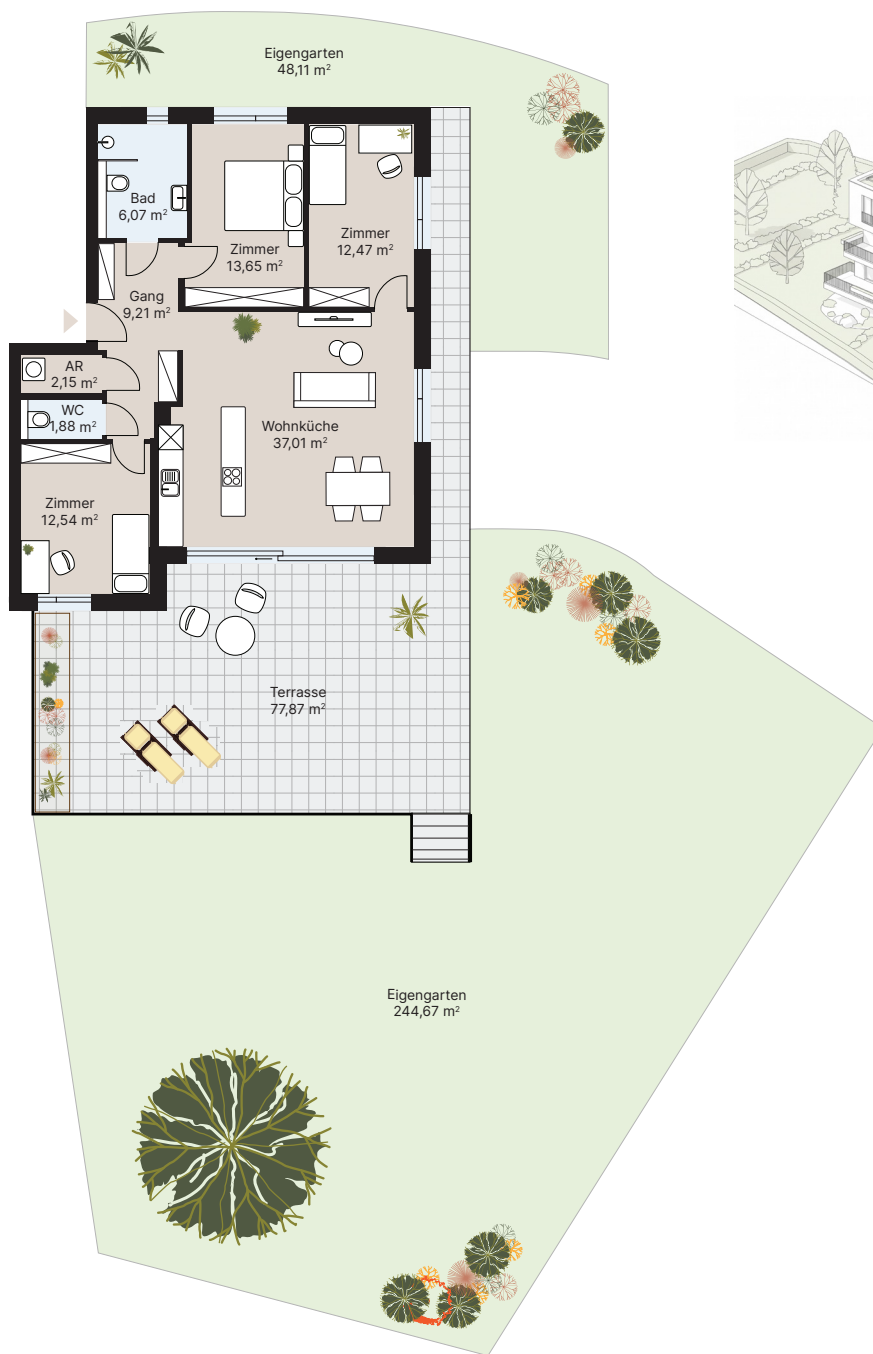 Eigengarten
48,11 m²
Bad
6,07 m²
Zimmer
13,65 m²
Zimmer
12,47 m²
Gang
9,21 m²
AR
2,15 m²
WC
1,88 m²
Wohnküche
37,01 m²
Zimmer
12,54 m²
Terrasse
77,87 m²
Eigengarten
244,67 m²